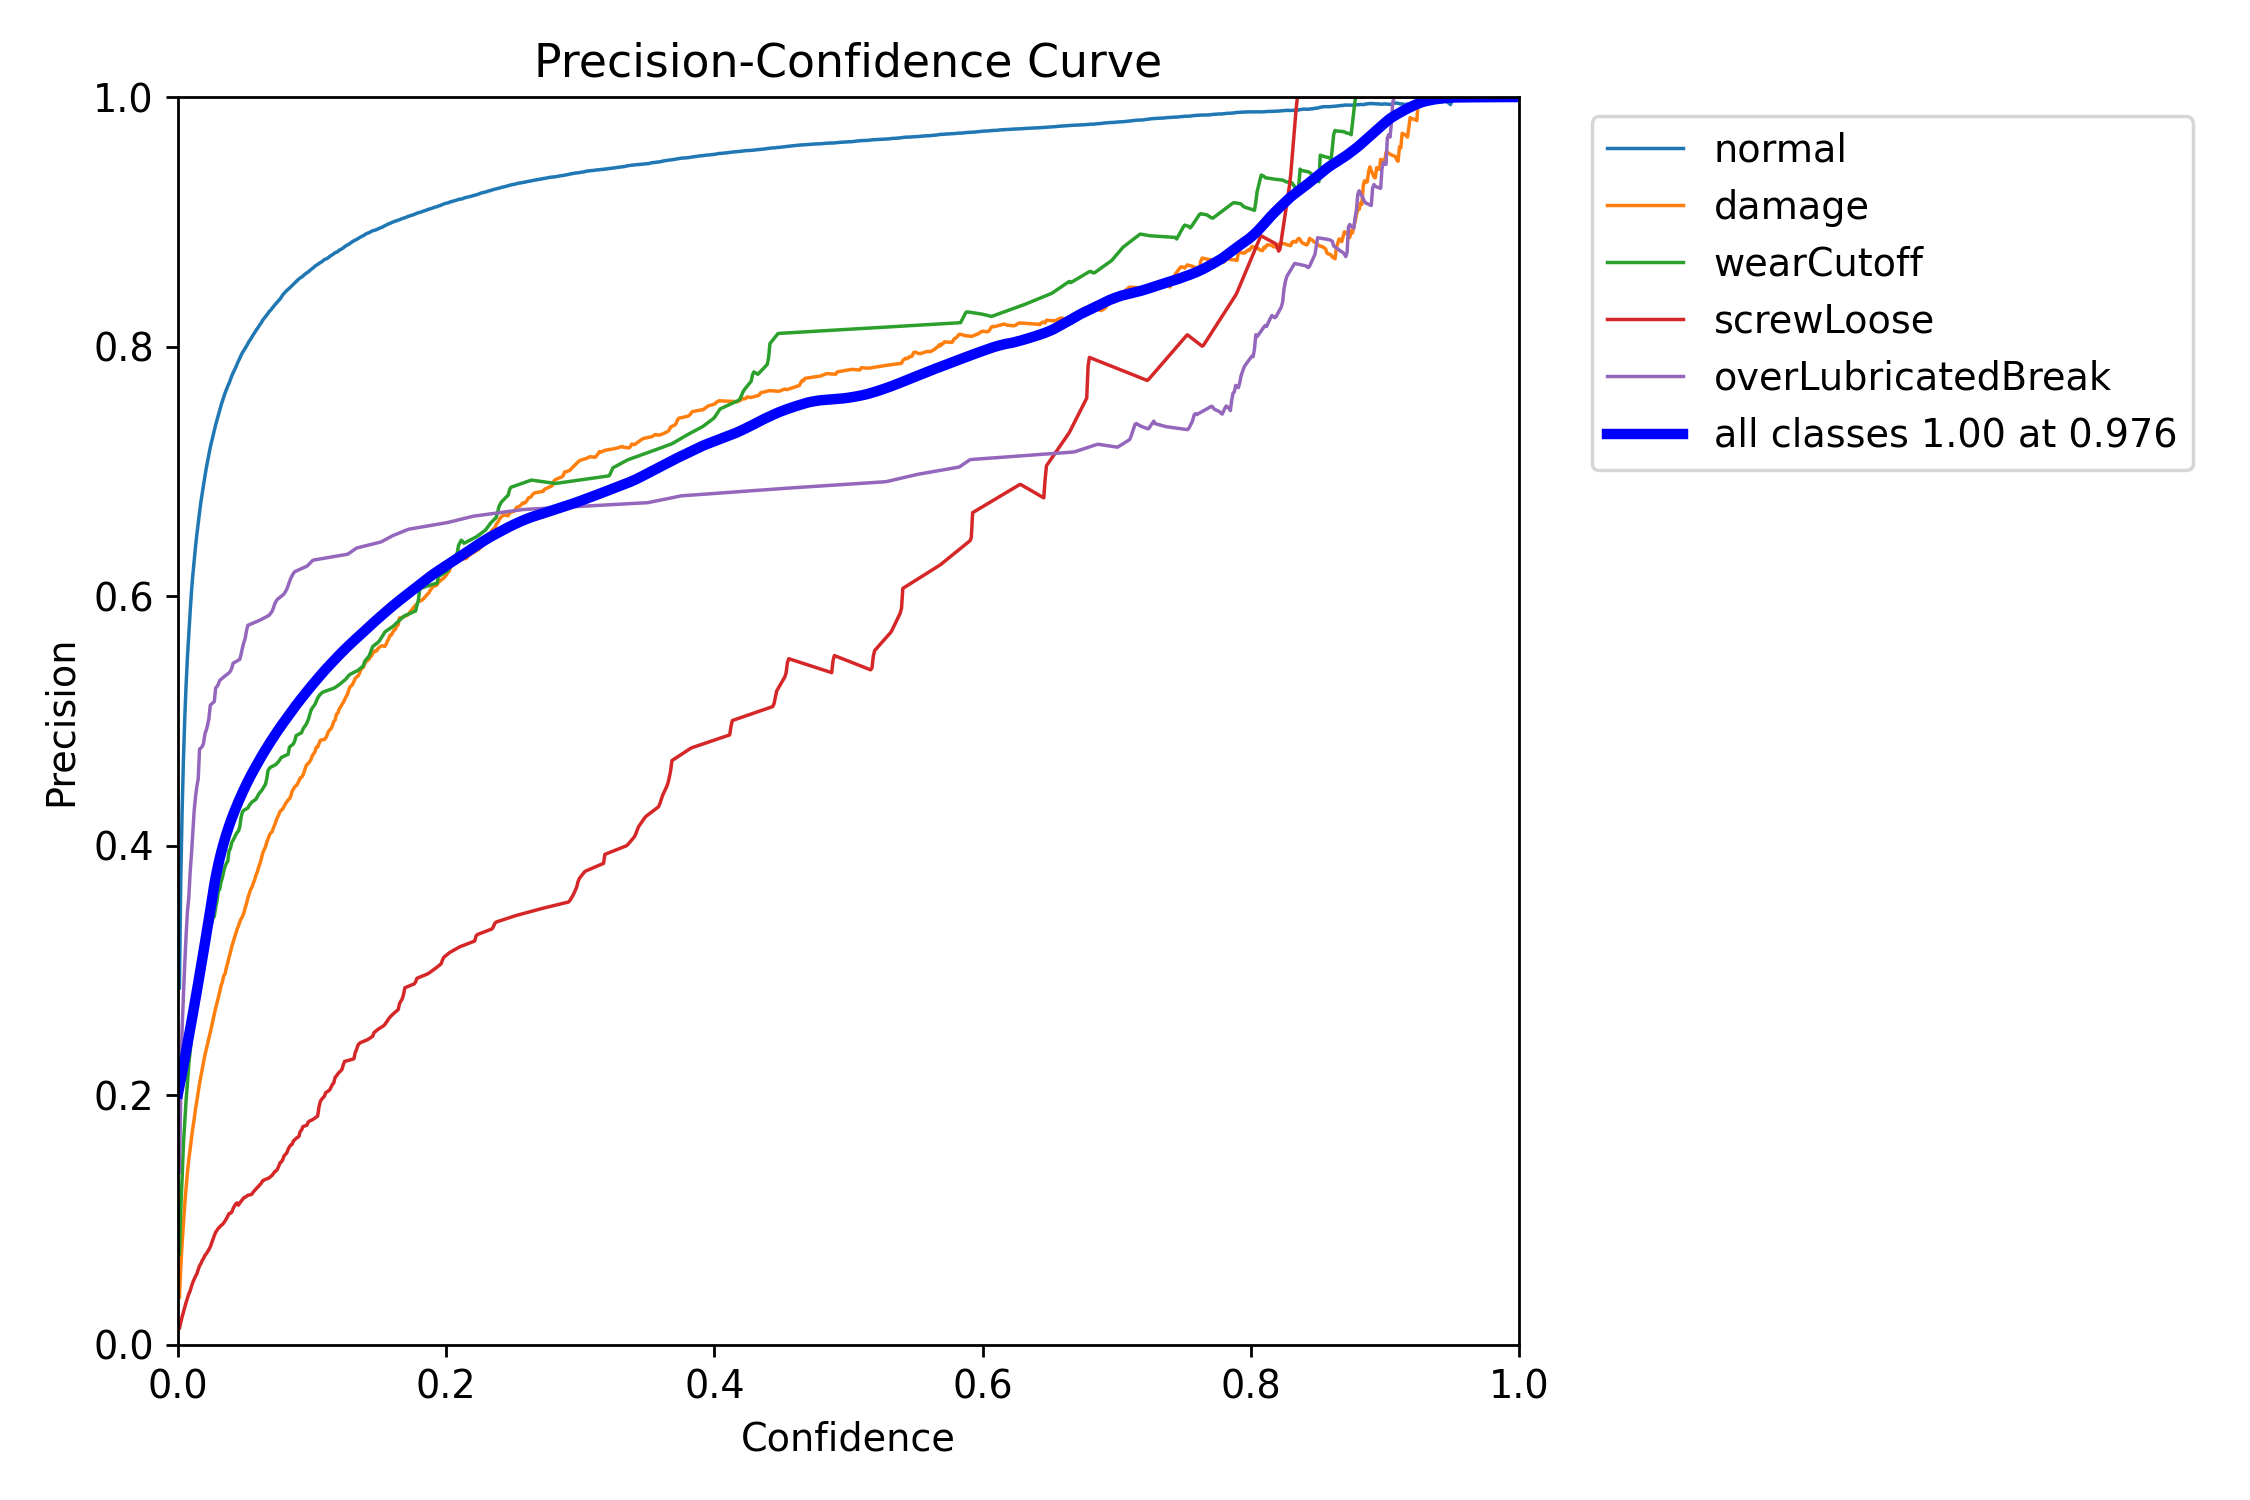 Precision-Confidence Curve
1.0
0.8
0.6
0.4
0.2
0.0
Precision
0.0 0.2 0.4 0.6 0.8 1.0
Confidence
normal
damage
wearCutoff
screwLoose
overLubricatedBreak
all classes 1.00 at 0.976